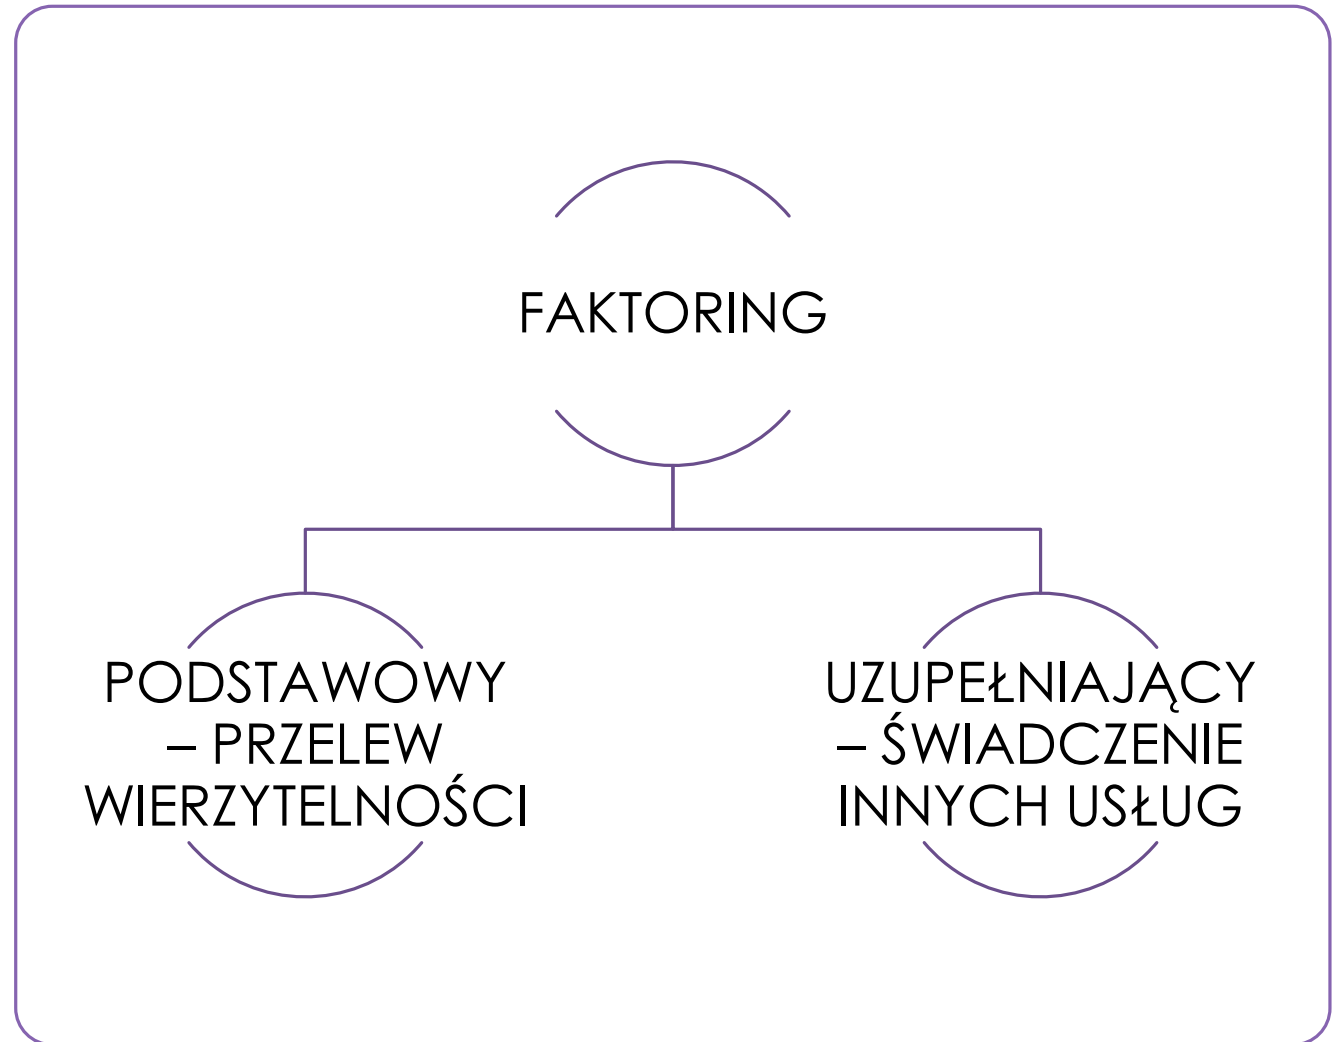 FAKTORING
PODSTAWOWY
– PRZELEW
WIERZYTELNOŚCI
UZUPEŁNIAJĄCY
– ŚWIADCZENIE
INNYCH USŁUG